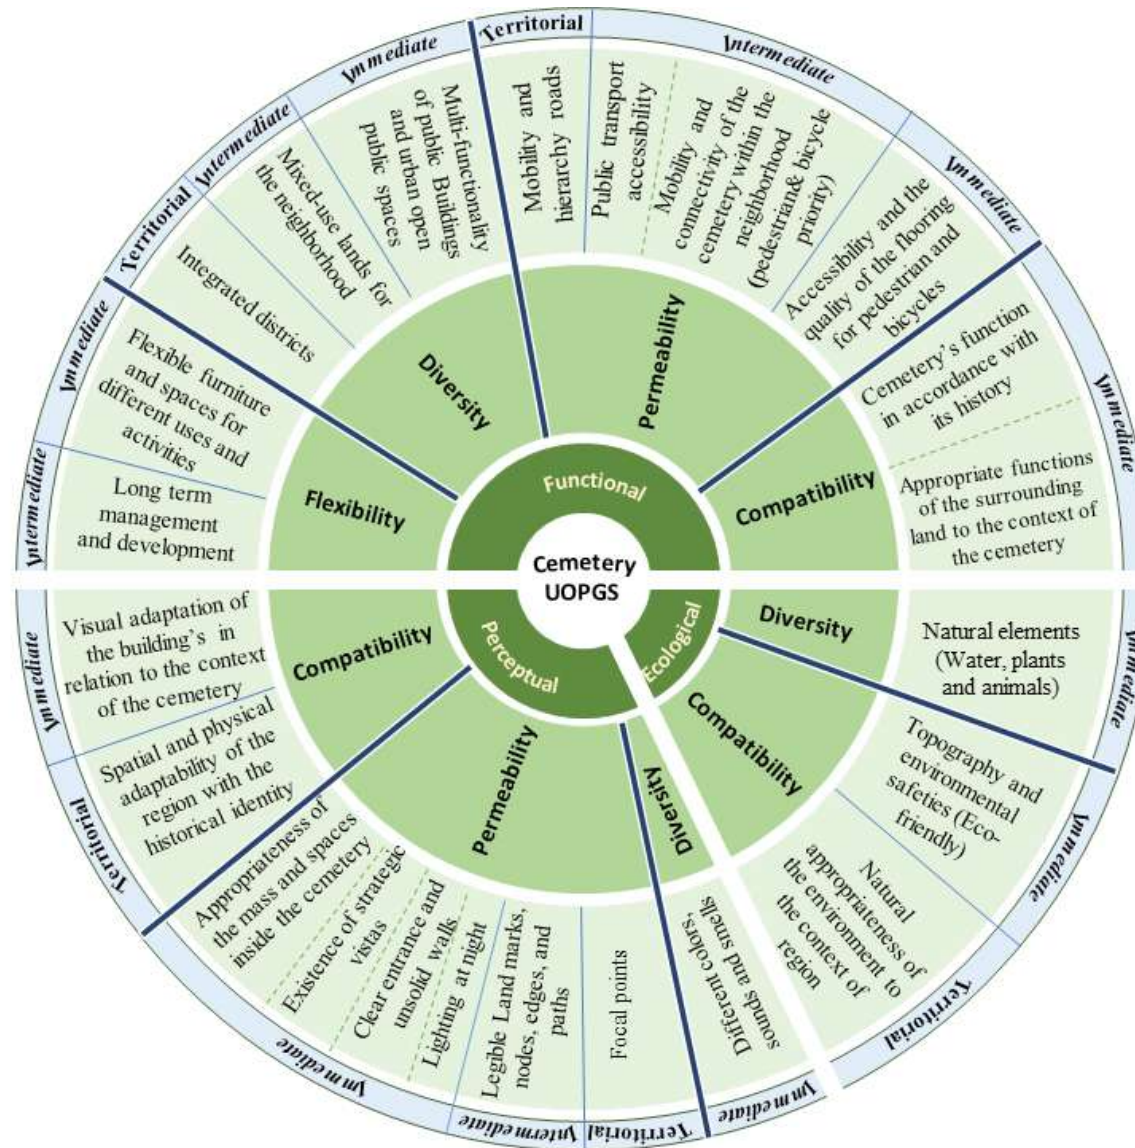 Cemetery
UOPGS
Functional
Perceptual
Ecological
Flexibility
Diversity
Permeability
Compatibility
Diversity
Compatibility
Diversity
Permeability
Compatibility
Intermediate
Long term
management
and development
Immediate
Flexible furniture
and spaces for
different uses and
activities
Territorial
Integrated districts
Intermediate
Mixed-use lands for
the neighborhood
Immediate
Multi-functionality
of public Buildings
and urban open
public spaces
Territorial
Mobility and
hierarchy roads
Intermediate
Public transport
accessibility
Mobility and
connectivity of the
cemetery within the
neighborhood
(pedestrian& bicycle
priority)
Immediate
Accessibility and the
quality of the flooring
for pedestrian and
bicycles
Immediate
Cemetery's function
in accordance with
its history
Appropriate functions
of the surrounding
land to the context of
the cemetery
Immediate
Natural elements
(Water, plants
and animals)
Immediate
Topography and
environmental
safeties (Eco-
friendly)
Territorial
Natural
appropriateness of
the environment to
the context of
region
Immediate
Different colors,
sounds and smells
Territorial
Focal points
Intermediate
Legible Land marks,
nodes, edges, and
paths
Immediate
Lighting at night
Clear entrance and
unsolid walls
Existence of strategic
vistas
Appropriateness of
the mass and spaces
inside the cemetery
Territorial
Spatial and physical
adaptability of the
region with the
historical identity
Immediate
Visual adaptation of
the building's in
relation to the context
of the cemetery